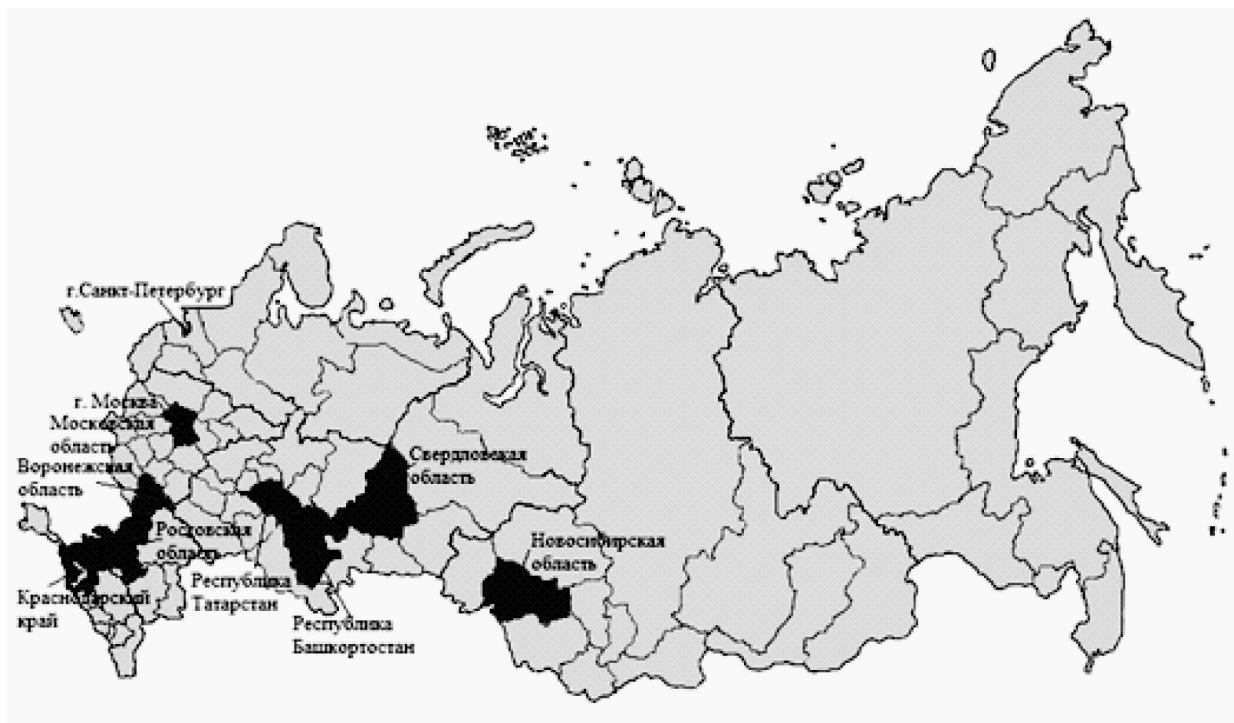 г.Санкт-Петербург
г. Москва
Московская
область
Воронежская
область
Свердловская
область
Ростовская
область
Новосибирская
область
Республика
Татарстан
Краснодарский
край
Республика
Башкортостан